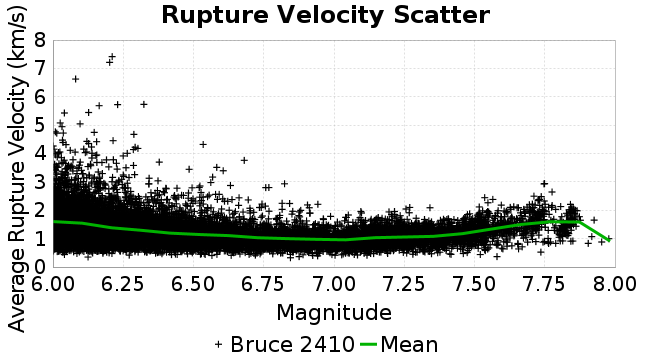 Rupture Velocity Scatter
Average Rupture Velocity (km/s)
8
7
6
5
4
3
2
1
0
6.00 6.25 6.50 6.75 7.00 7.25 7.50 7.75 8.00
Magnitude
Bruce 2410 Mean